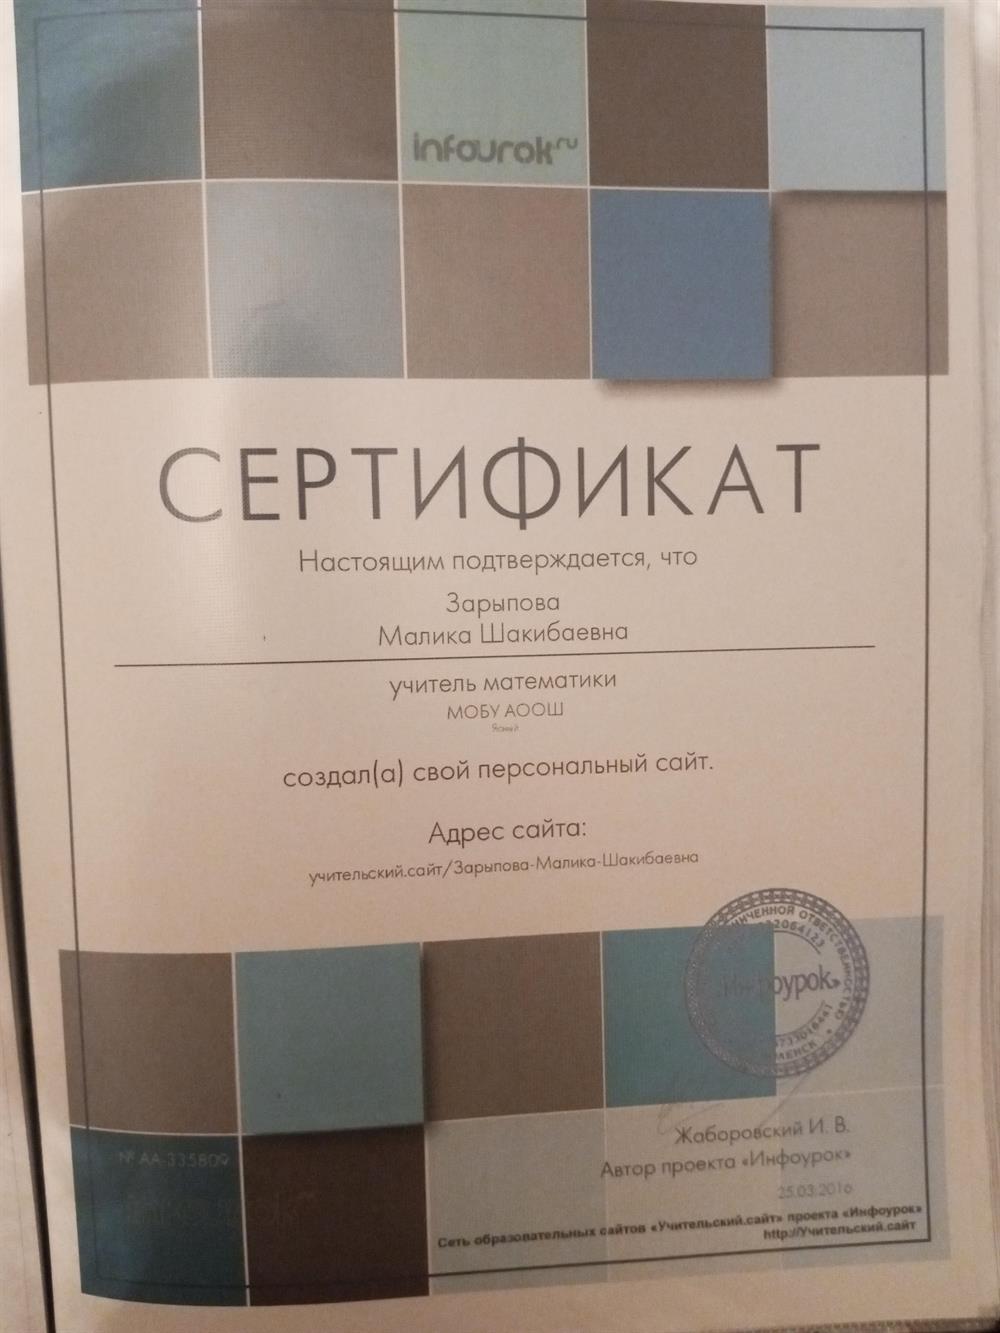 infourok.ru
СЕРТИФИКАТ
Настоящим подтверждается, что
Зарыпова
Малика Шакибаевна
учитель математики
МОБУ АООШ
Ясный
создал(а) свой персональный сайт.
Адрес сайта:
учительский.сайт/Зарыпова-Малика-Шакибаевна
«Инфоурок»
Жаборовский И. В.
Автор проекта «Инфоурок»
№ АА-335809
25.03.2016
Сеть образовательных сайтов «Учительский.сайт» проекта «Инфоурок»
http://Учительский.сайт